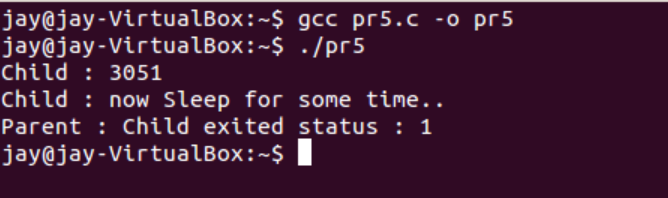 jay@jay-VirtualBox:~$ gcc pr5.c -o pr5
jay@jay-VirtualBox:~$ ./pr5
Child : 3051
Child : now Sleep for some time..
Parent : Child exited status : 1
jay@jay-VirtualBox:~$